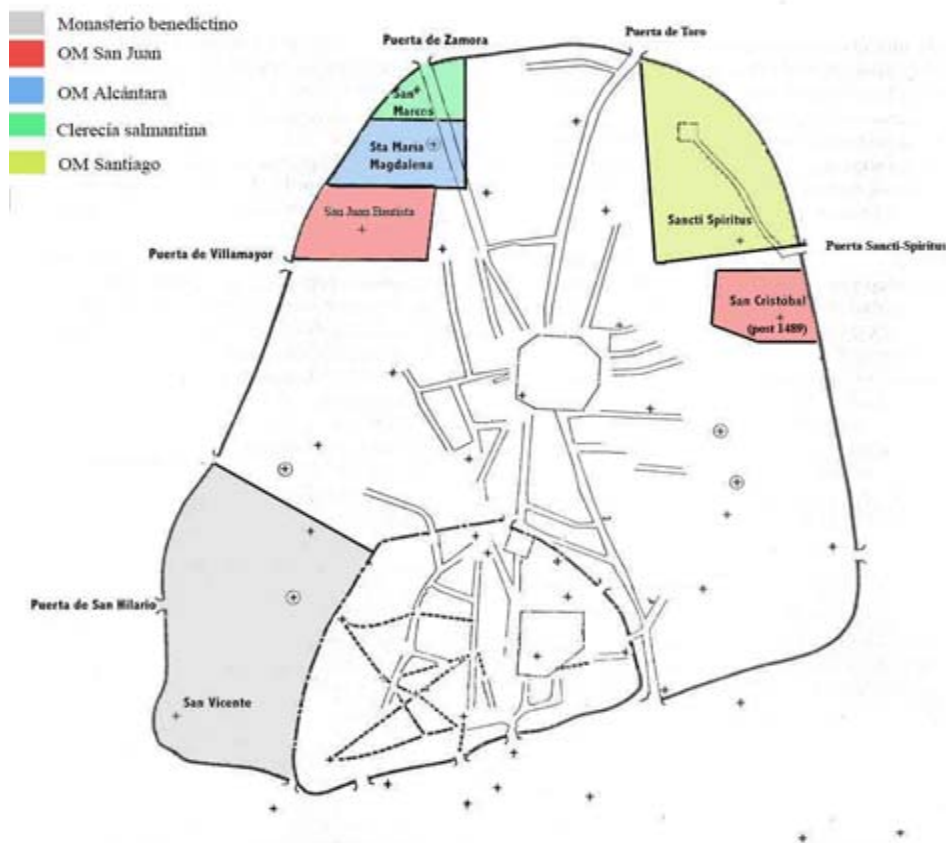 Monasterio benedictino
OM San Juan
OM Alcántara
Clerecía salmantina
OM Santiago
Puerta de Zamora
Puerta de Toro
San
Marcos
Sta María
Magdalena
San Juan Bautista
Puerta de Villamayor
Sancti Spiritus
Puerta Sancti-Spiritus
San Cristobal
(post 1489)
Puerta de San Hilario
San Vicente